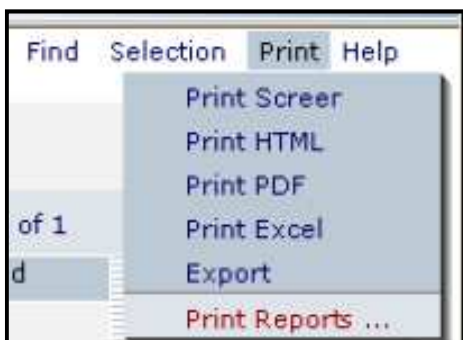 Find Selection Print Help
Print Screer
Print HTML
Print PDF
of 1
Print Excel
d
Export
Print Reports ...